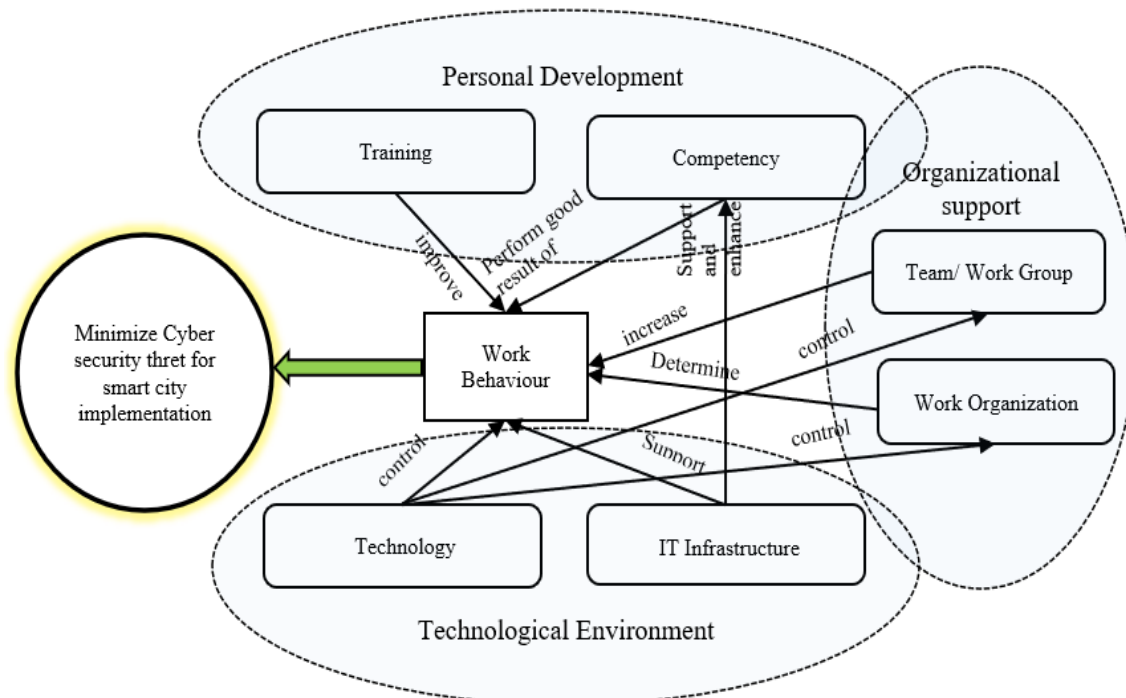 Personal Development
Training
Competency
Organizational
support
improve
Perform good
result of
Support
and
enhance
Team/ Work Group
increase
control
Minimize Cyber
security thret for
smart city
implementation
Work
Behaviour
Determine
Work Organization
control
control
Support
Technology
IT Infrastructure
Technological Environment